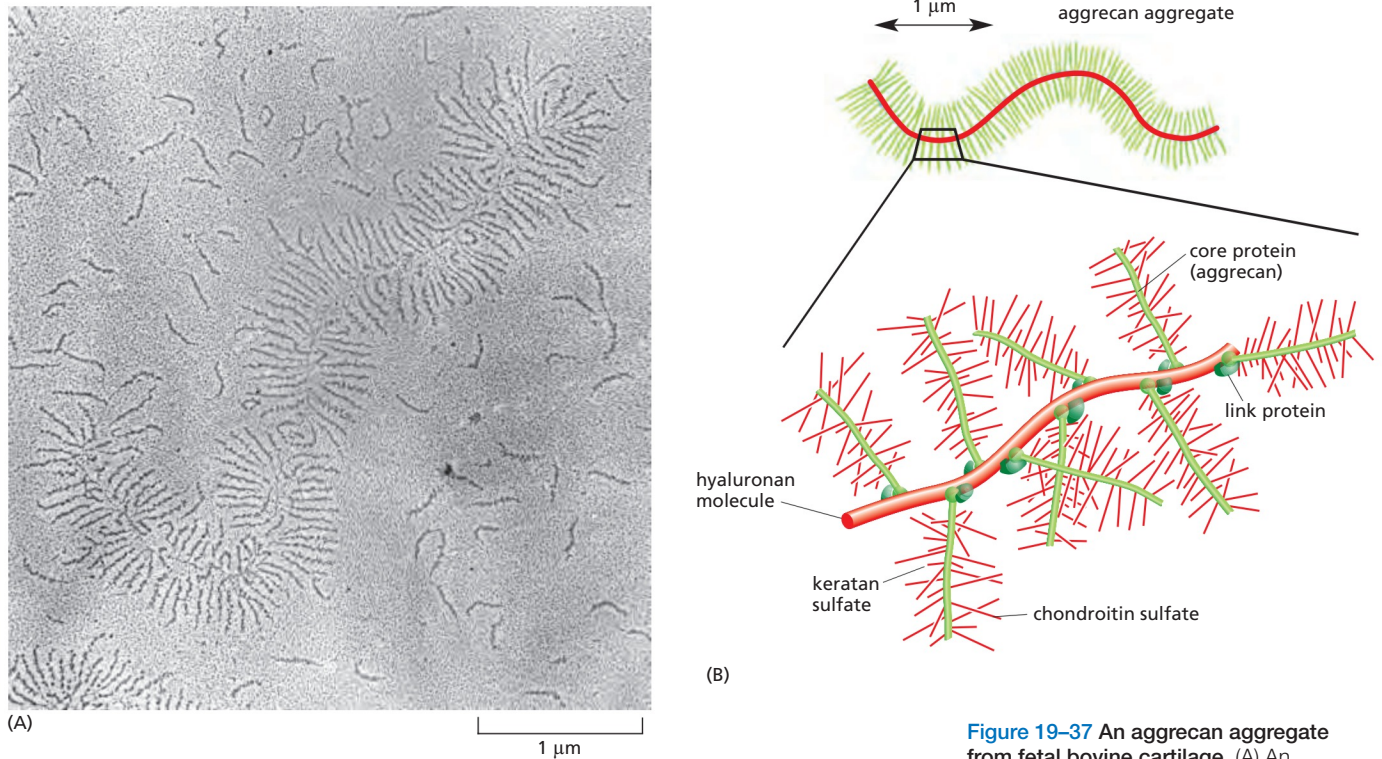 (A)
1 μm
1 μm
aggrecan aggregate
core protein
(aggrecan)
link protein
hyaluronan
molecule
keratan
sulfate
chondroitin sulfate
(B)
Figure 19–37 An aggrecan aggregate
from fetal bovine cartilage. (A) An